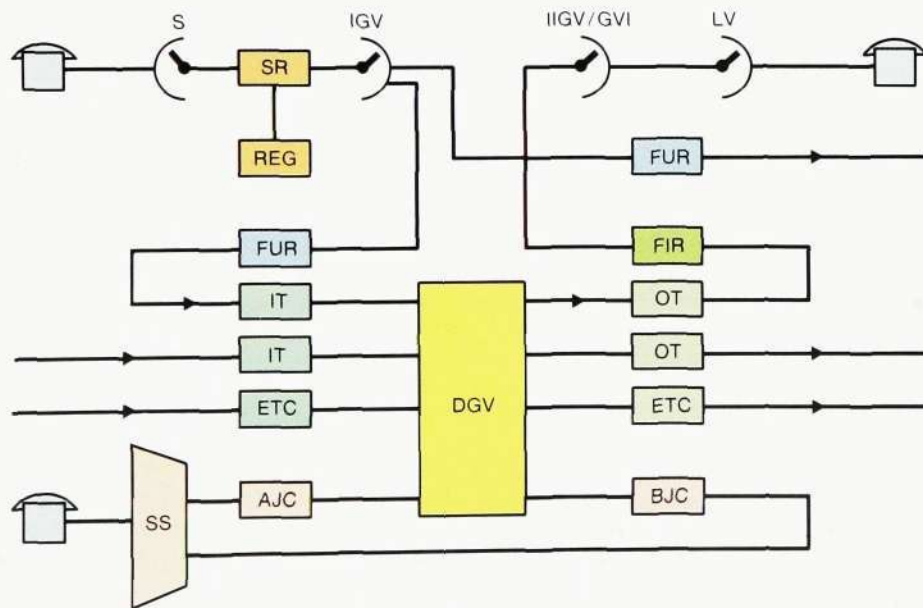 S
IGV
IIGV/GVI
LV
SR
REG
FUR
FUR
FIR
IT
OT
IT
OT
ETC
DGV
ETC
AJC
BJC
SS